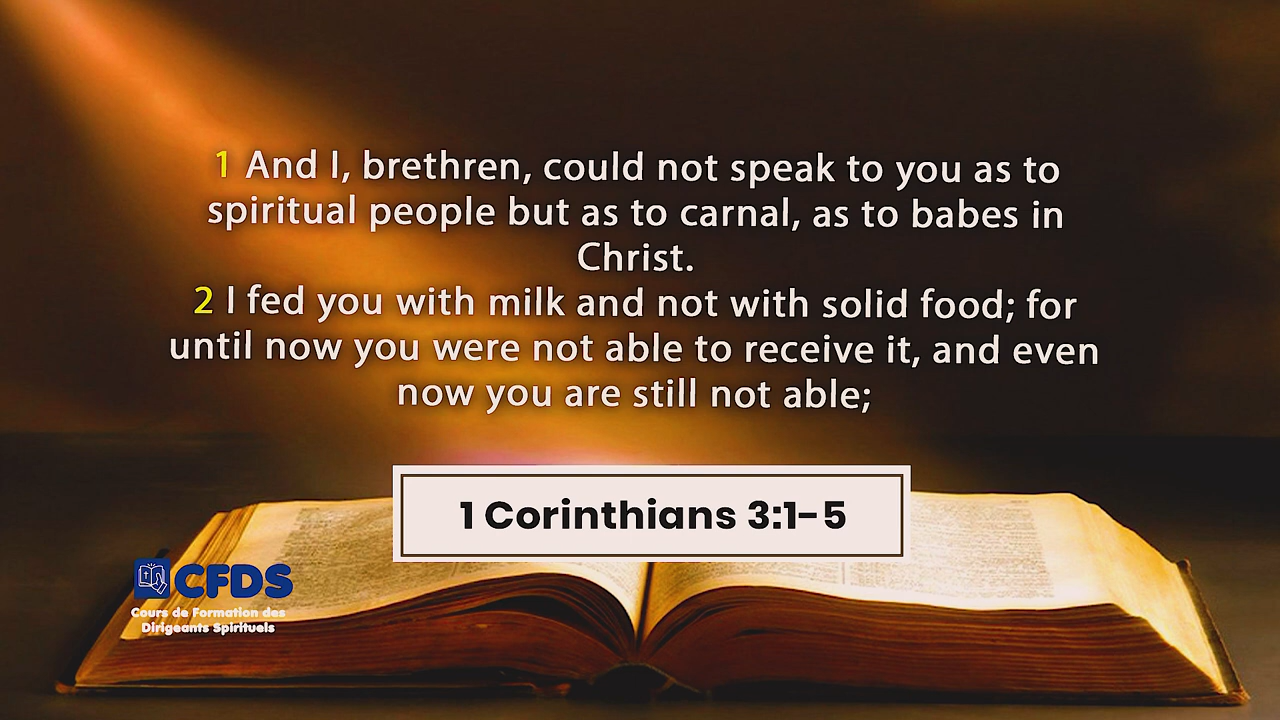 1 And I, brethren, could not speak to you as to
spiritual people but as to carnal, as to babes in
Christ.
2 I fed you with milk and not with solid food; for
until now you were not able to receive it, and even
now you are still not able;
1 Corinthians 3:1-5
CFDS
Cours de Formation des
Dirigeants Spirituels